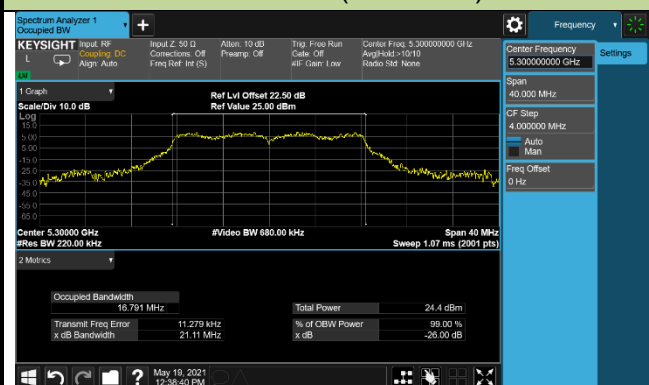 Spectrum Analyzer 1
Occupied BW
Frequency
KEYSIGHT
L
Input: RF
Coupling: DC
Align: Auto
Input Z: 50 Ω
Corrections: Off
Freq Ref: Int (S)
Atten: 10 dB
Preamp: Off
Trig: Free Run
Gate: Off
#IF Gain: Low
Center Freq: 5.300000000 GHz
Avg|Hold:>10/10
Radio Std: None
Center Frequency
5.300000000 GHz
Settings
Span
40.000 MHz
CF Step
4.000000 MHz
Auto
Man
Freq Offset
0 Hz
1 Graph
Scale/Div 10.0 dB
Ref Lvl Offset 22.50 dB
Ref Value 25.00 dBm
Log
15.0
5.00
-5.00
-15.0
-25.0
-35.0
-45.0
-55.0
-65.0
Center 5.30000 GHz
#Res BW 220.00 kHz
#Video BW 680.00 kHz
Span 40 MHz
Sweep 1.07 ms (2001 pts)
2 Metrics
Occupied Bandwidth
16.791 MHz
Total Power 24.4 dBm
Transmit Freq Error 11.279 kHz
% of OBW Power 99.00 %
x dB Bandwidth 21.11 MHz
x dB -26.00 dB
?
May 19, 2021
12:38:40 PM